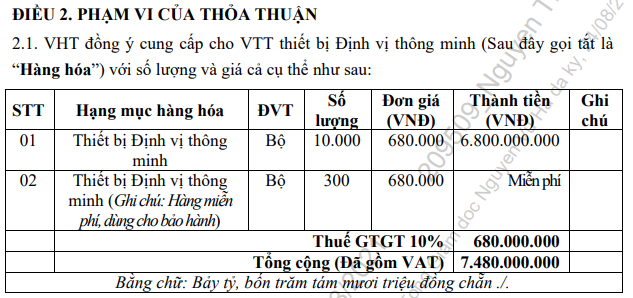 ĐIỀU 2. PHẠM VI CỦA THỎA THUẬN
2.1. VHT đồng ý cung cấp cho VTT thiết bị Định vị thông minh (Sau đây gọi tắt là
“Hàng hóa”) với số lượng và giá cả cụ thể như sau:
STT Hạng mục hàng hóa ĐVT Số lượng Đơn giá (VNĐ) Thành tiền (VNĐ) Ghi chú
01 Thiết bị Định vị thông minh Bộ 10.000 680.000 6.800.000.000
02 Thiết bị Định vị thông minh (Ghi chú: Hàng miễn phí, dùng cho bảo hành) Bộ 300 680.000 Miễn phí
Thuế GTGT 10% 680.000.000
Tổng cộng (Đã gồm VAT) 7.480.000.000
Bằng chữ: Bảy tỷ, bốn trăm tám mươi triệu đồng chẵn ./.